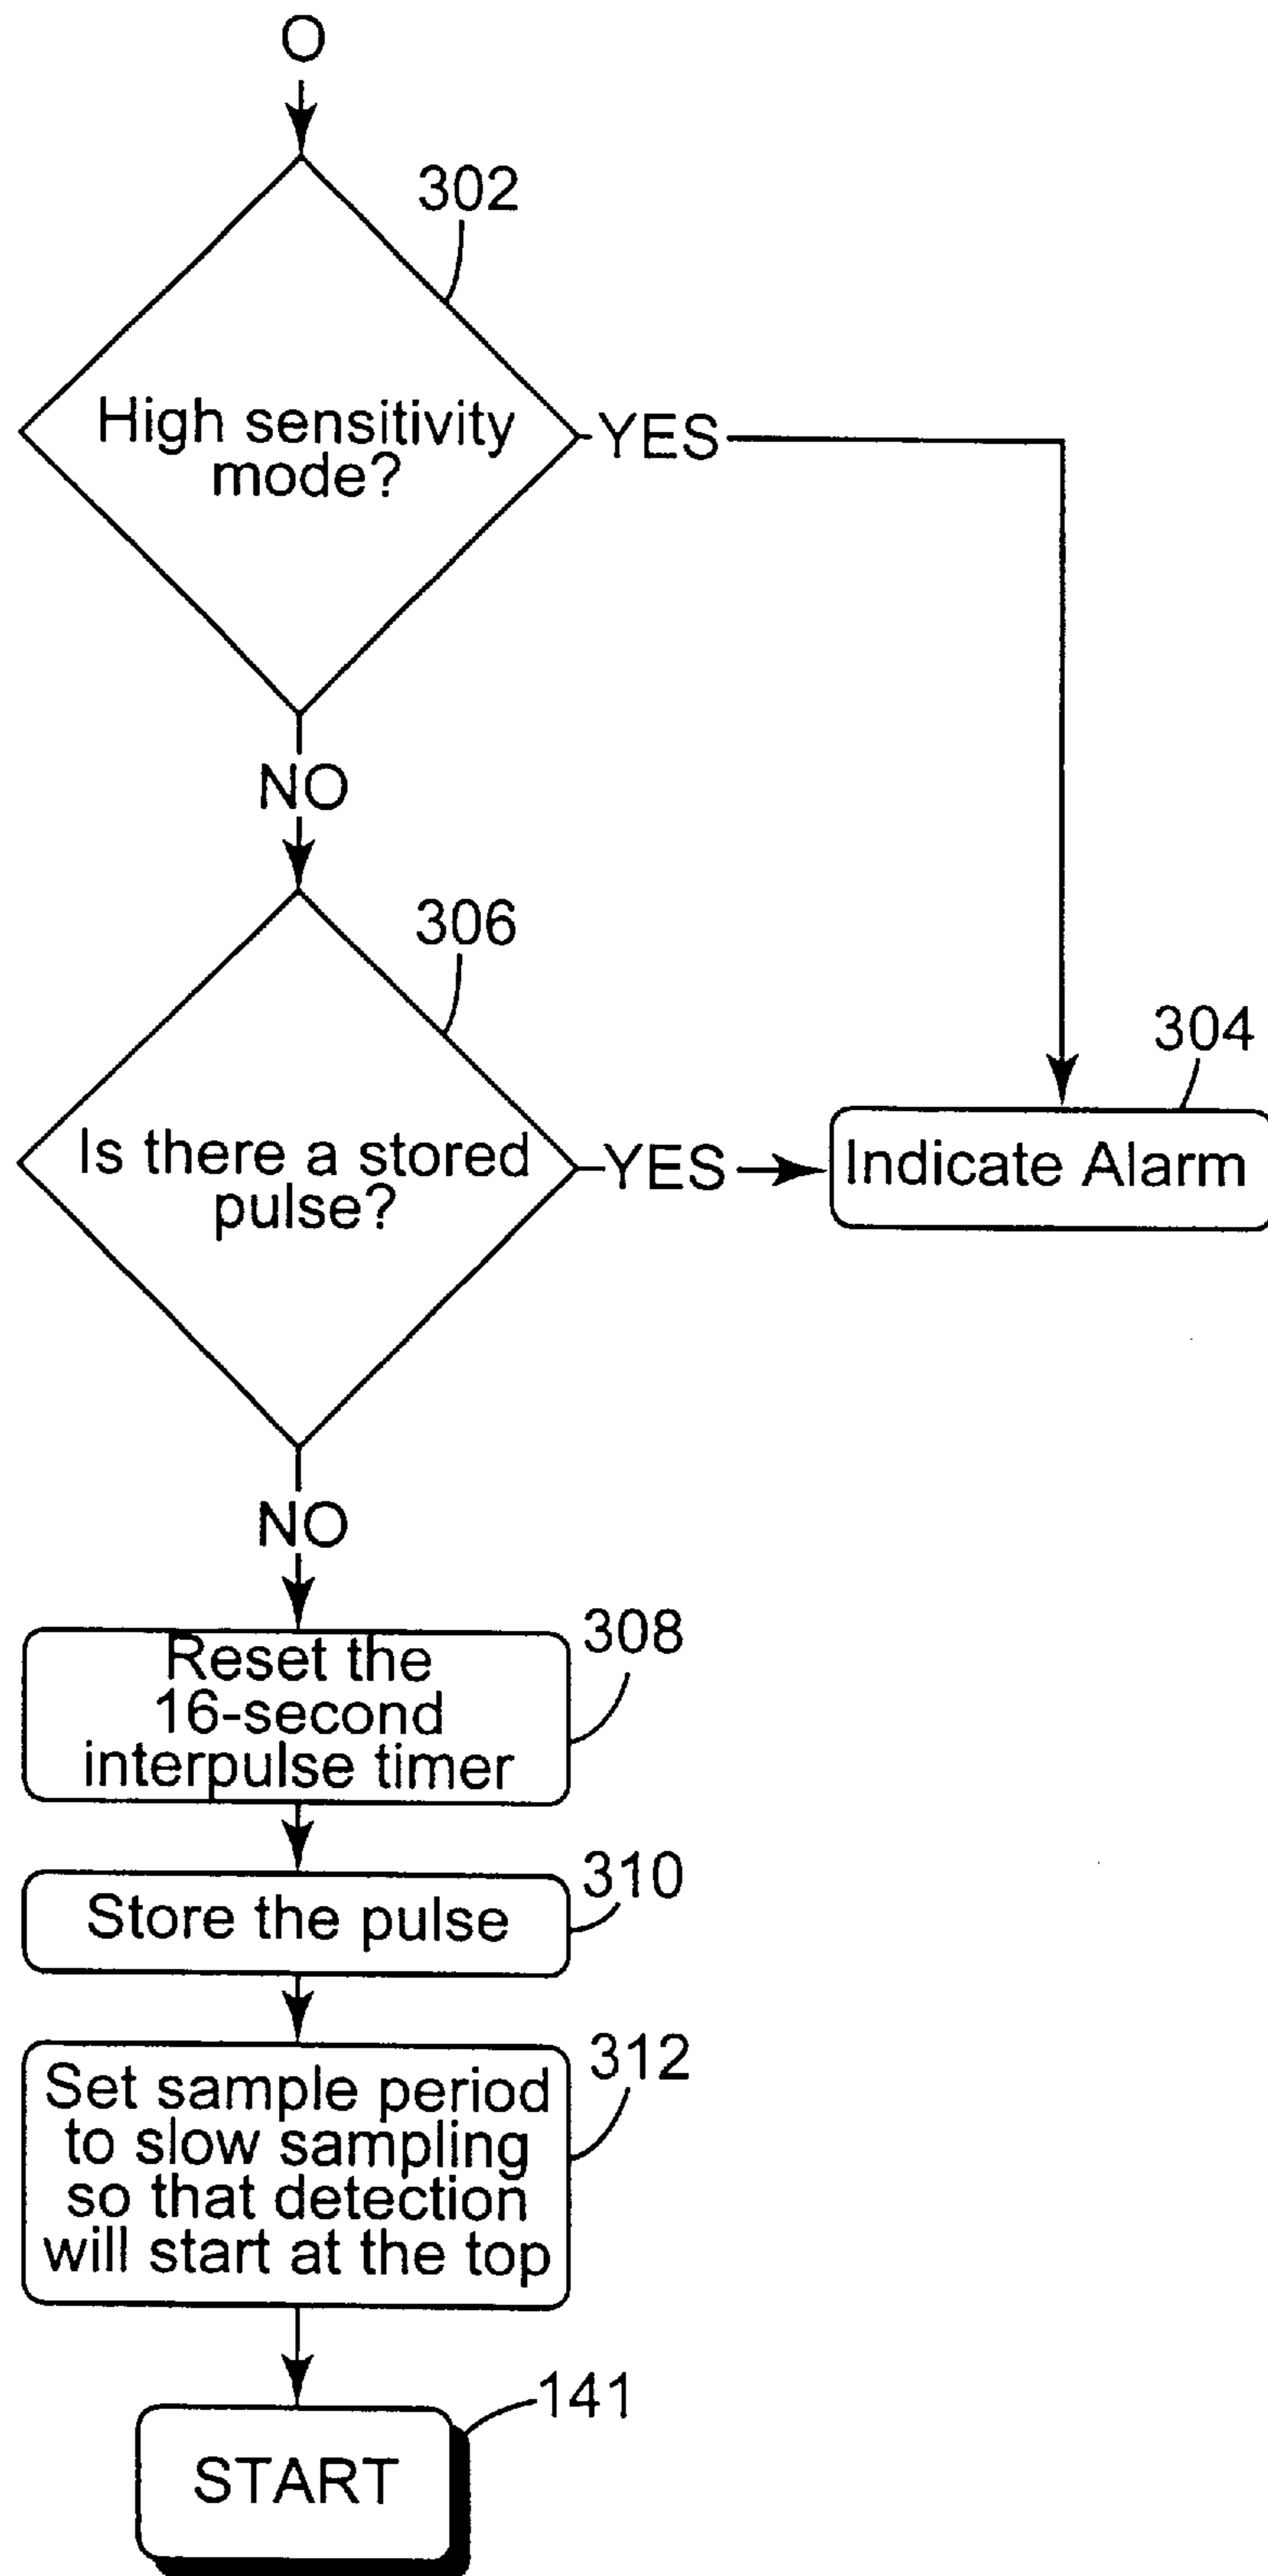 O
302
High sensitivity
mode?
YES
NO
306
304
Is there a stored
pulse?
YES
Indicate Alarm
NO
308
Reset the
16-second
interpulse timer
310
Store the pulse
312
Set sample period
to slow sampling
so that detection
will start at the top
141
START